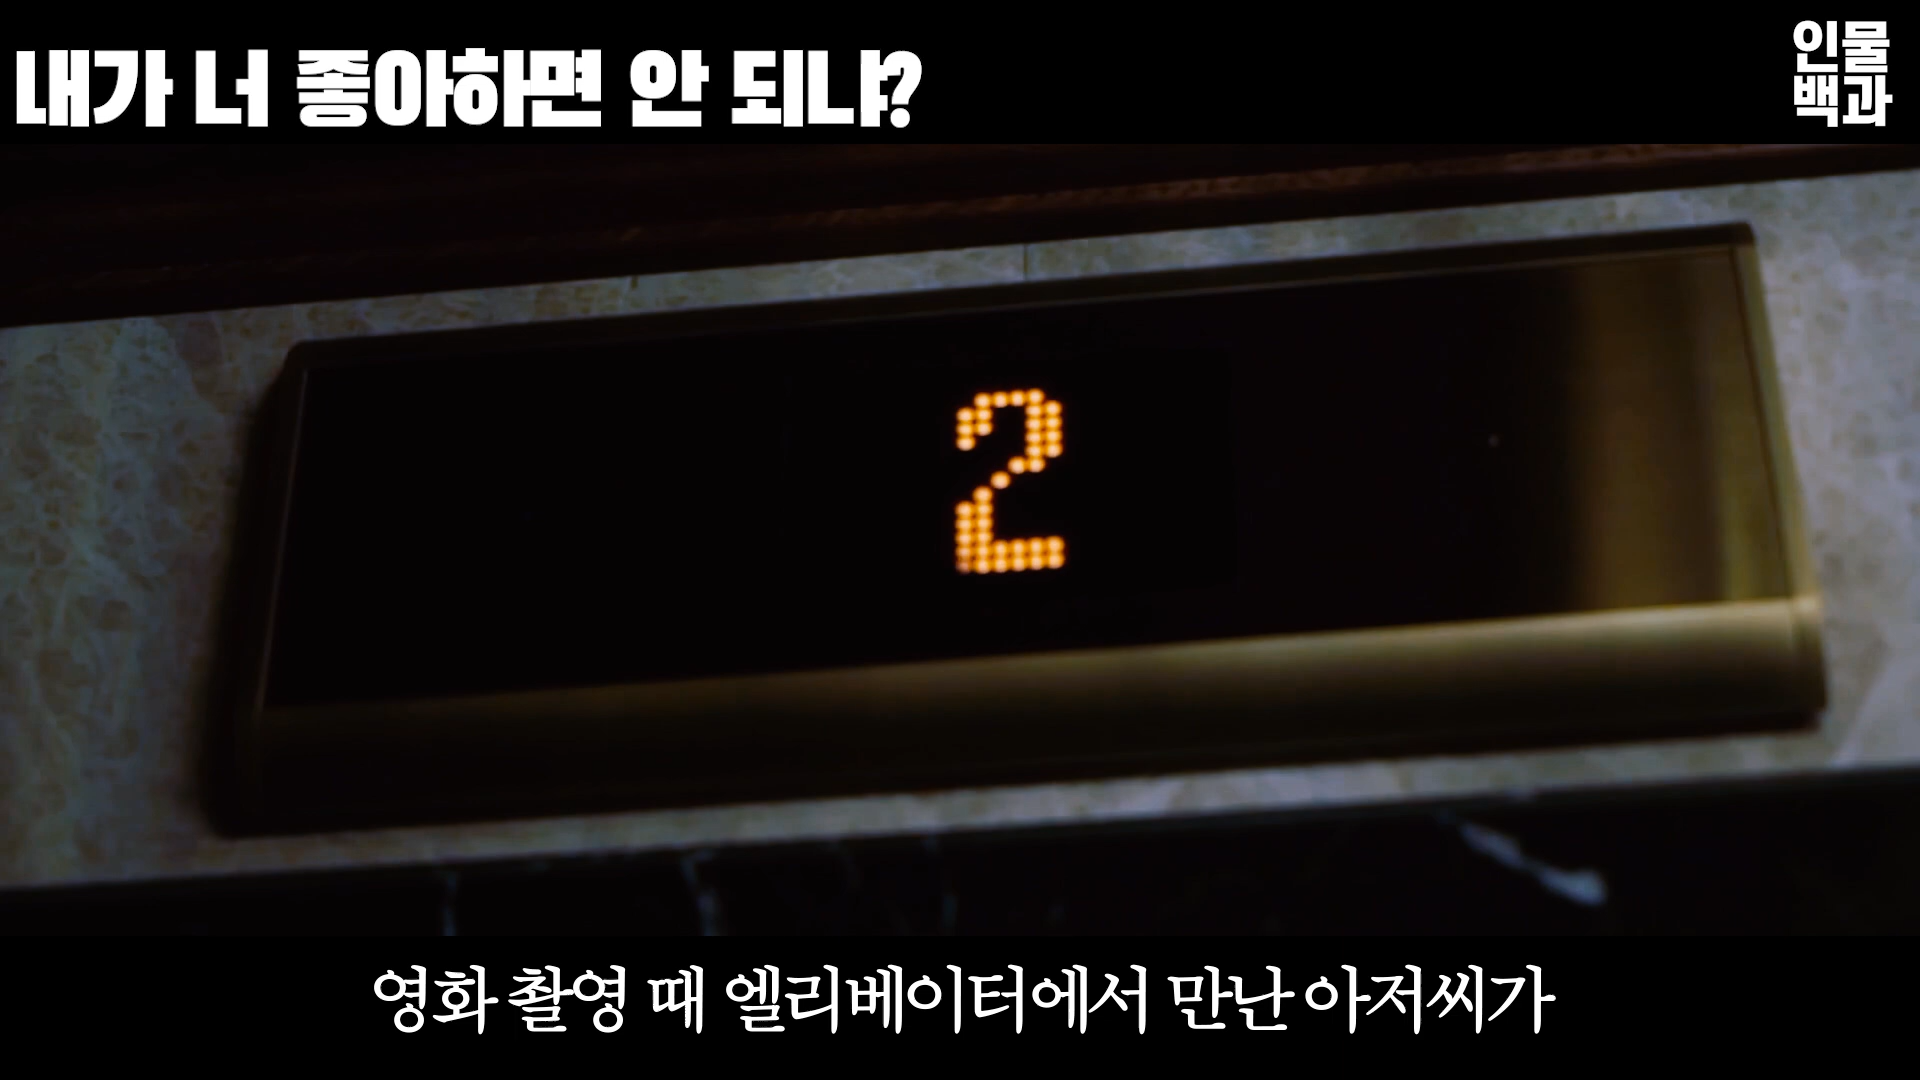 내가 너 좋아하면 안 되냐?
인물
백과
2
영화 촬영 때 엘리베이터에서 만난 아저씨가